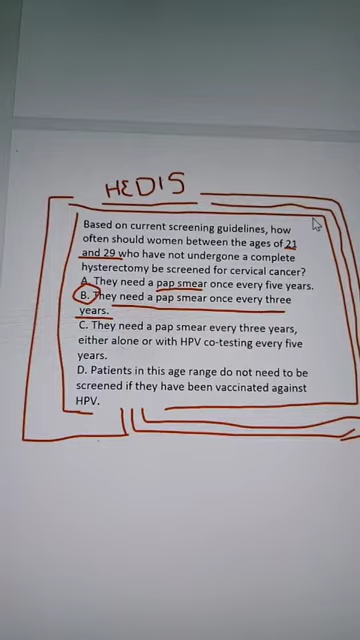 HEDIS
Based on current screening guidelines, how
often should women between the ages of 21
and 29 who have not undergone a complete
hysterectomy be screened for cervical cancer?
A. They need a pap smear once every five years.
B. They need a pap smear once every three
years.
C. They need a pap smear every three years,
either alone or with HPV co-testing every five
years.
D. Patients in this age range do not need to be
screened if they have been vaccinated against
HPV.